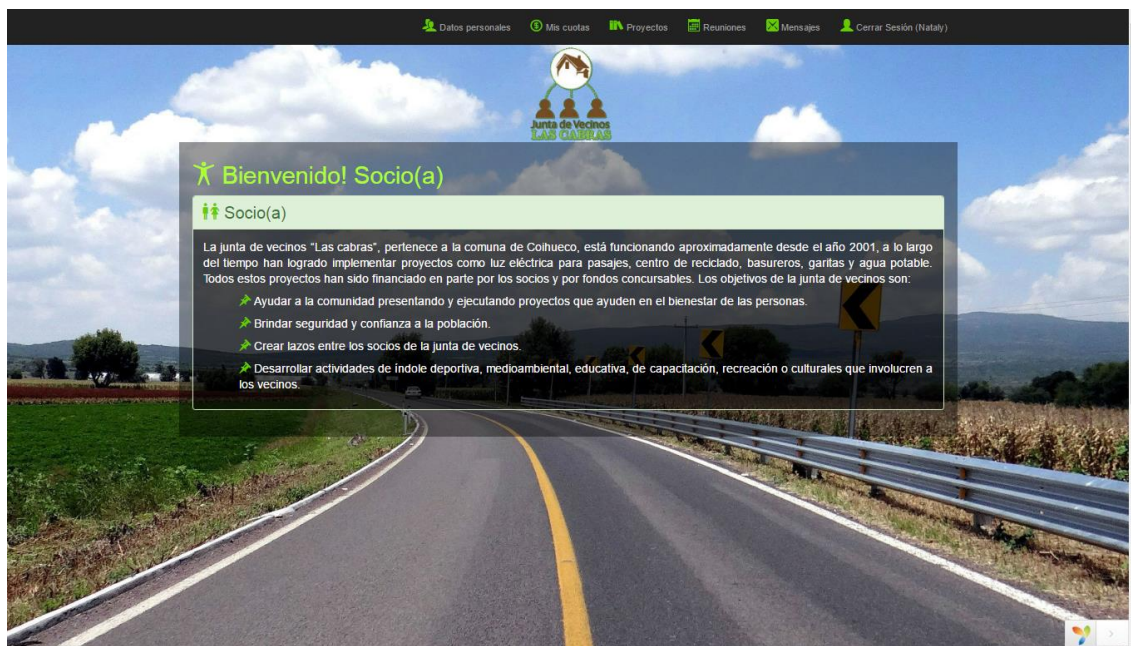 Datos personales
Mis cuotas
Proyectos
Reuniones
Mensajes
Cerrar Sesión (Nataly)
Junta de Vecinos
LAS CABRAS
Bienvenido! Socio(a)
Socio(a)
La junta de vecinos "Las cabras", pertenece a la comuna de Coihueco, está funcionando aproximadamente desde el año 2001, a lo largo
del tiempo han logrado implementar proyectos como luz eléctrica para pasajes, centro de reciclado, basureros, garitas y agua potable.
Todos estos proyectos han sido financiado en parte por los socios y por fondos concursables. Los objetivos de la junta de vecinos son:
Ayudar a la comunidad presentando y ejecutando proyectos que ayuden en el bienestar de las personas.
Brindar seguridad y confianza a la población.
Crear lazos entre los socios de la junta de vecinos.
Desarrollar actividades de índole deportiva, medioambiental, educativa, de capacitación, recreación o culturales que involucren a
los vecinos.